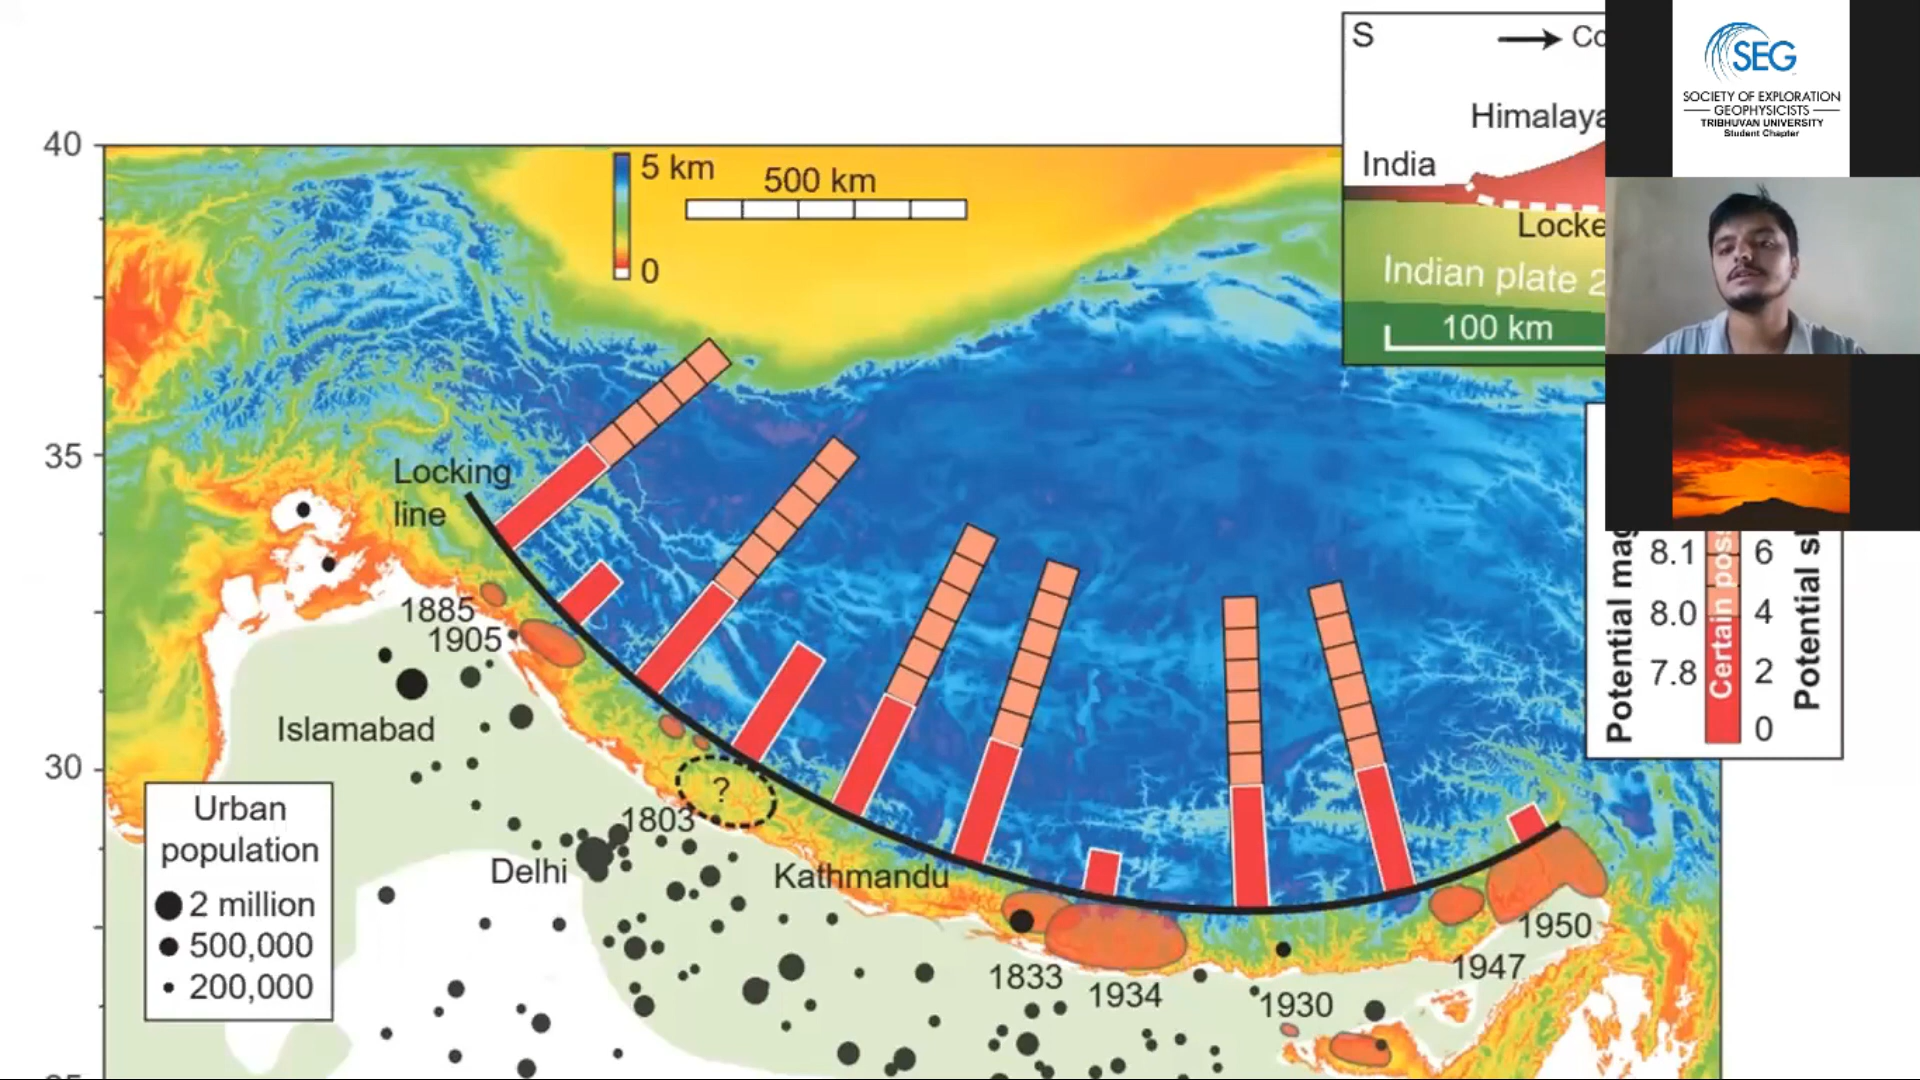 S
Himalaya
India
Locke
Indian plate 2
100 km
SEG
SOCIETY OF EXPLORATION
GEOPHYSICISTS
TRIBHUVAN UNIVERSITY
Student Chapter
40
35
30
5 km
0
500 km
Locking
line
1885
1905
Islamabad
?
1803
Delhi
Kathmandu
1833
1934
1930
1947
1950
Urban
population
2 million
500,000
200,000
Potential
8.1
8.0
7.8
Certain
6
4
2
0
Potential